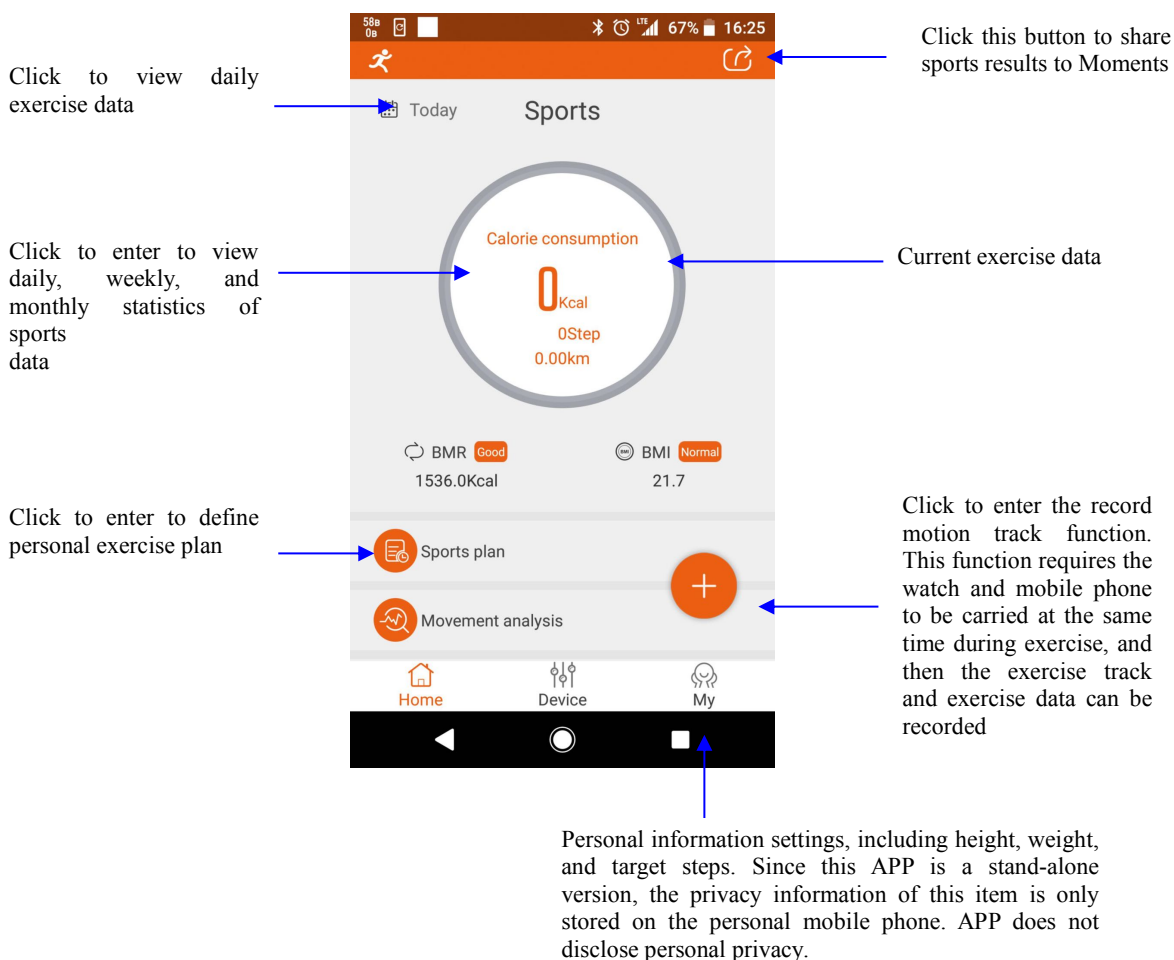 58B
0B
LTE
67%
16:25
Click this button to share
sports results to Moments
Click to view daily
exercise data
Today
Sports
Calorie consumption
0Kcal
0Step
0.00km
Click to enter to view
daily, weekly, and
monthly statistics of
sports
data
Current exercise data
BMR Good
1536.0Kcal
BMI BMI Normal
21.7
Click to enter to define
personal exercise plan
Sports plan
Movement analysis
Click to enter the record
motion track function.
This function requires the
watch and mobile phone
to be carried at the same
time during exercise, and
then the exercise track
and exercise data can be
recorded
Home
Device
My
Personal information settings, including height, weight,
and target steps. Since this APP is a stand-alone
version, the privacy information of this item is only
stored on the personal mobile phone. APP does not
disclose personal privacy.